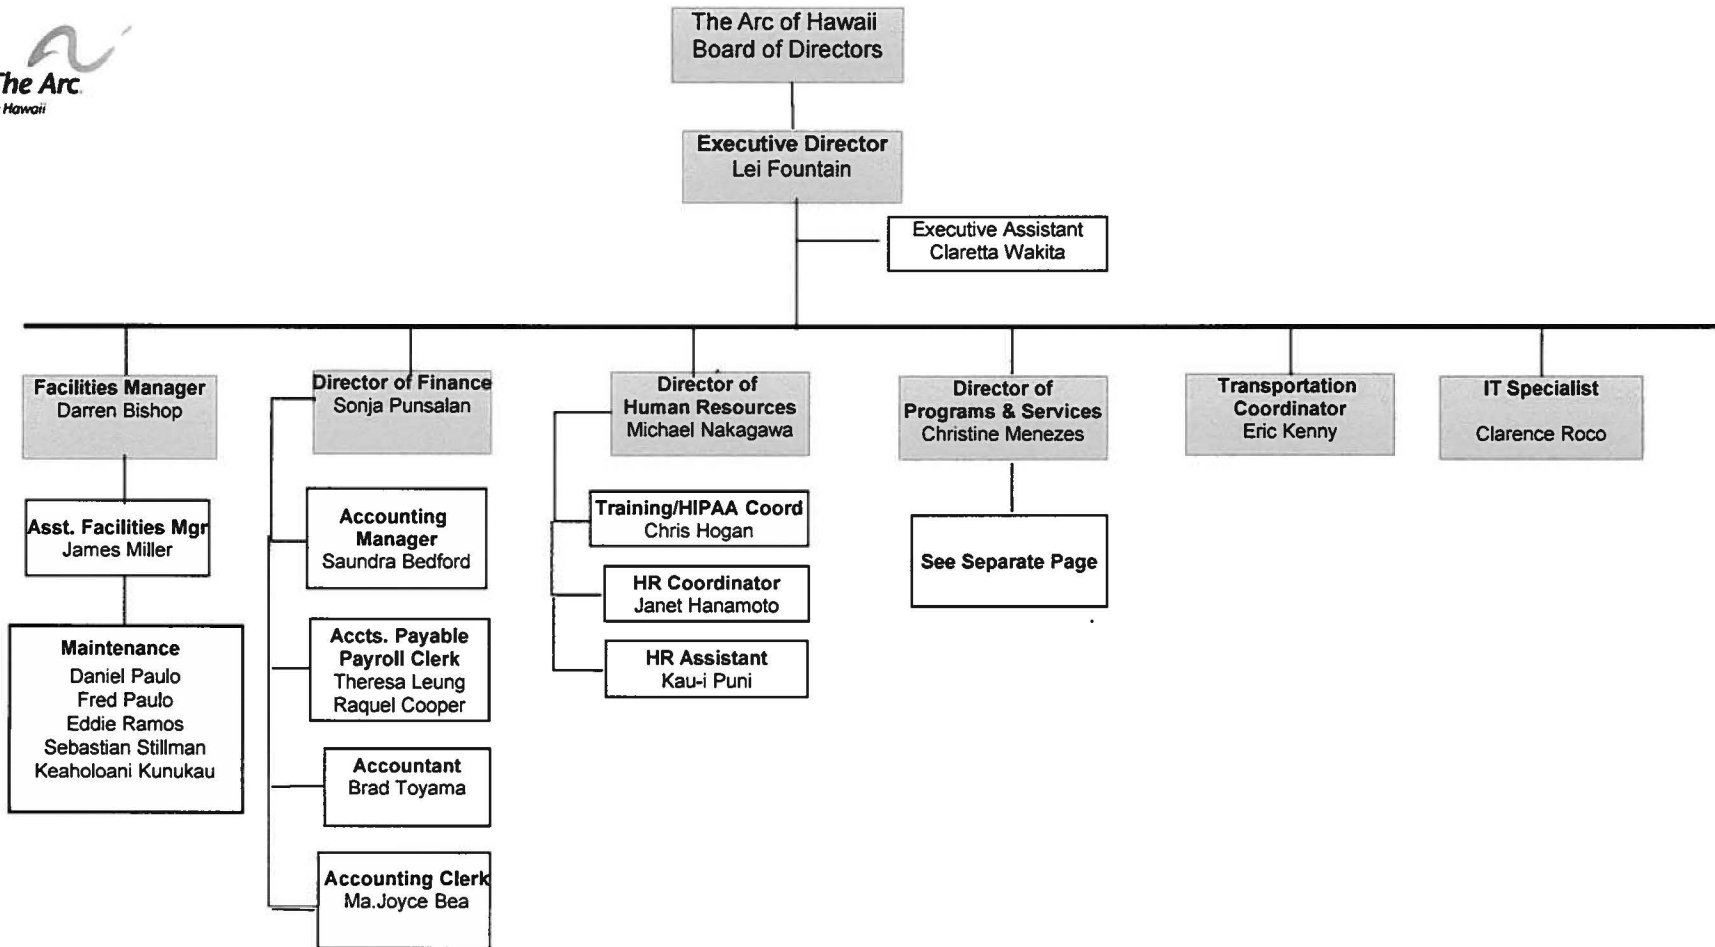 The Arc of Hawaii
Board of Directors
The Arc
Hawaii
Executive Director
Lei Fountain
Executive Assistant
Claretta Wakita
Facilities Manager
Darren Bishop
Asst. Facilities Mgr
James Miller
Maintenance
Daniel Paulo
Fred Paulo
Eddie Ramos
Sebastian Stillman
Keaholoani Kunukau
Director of Finance
Sonja Punsalan
Accounting
Manager
Saundra Bedford
Accts. Payable
Payroll Clerk
Theresa Leung
Raquel Cooper
Accountant
Brad Toyama
Accounting Clerk
Ma.Joyce Bea
Director of
Human Resources
Michael Nakagawa
Training/HIPAA Coord
Chris Hogan
HR Coordinator
Janet Hanamoto
HR Assistant
Kau-i Puni
Director of
Programs & Services
Christine Menezes
See Separate Page
Transportation
Coordinator
Eric Kenny
IT Specialist
Clarence Roco